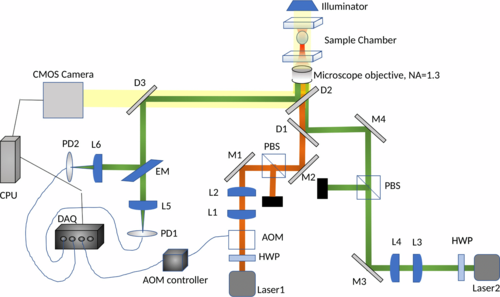 Illuminator
Sample Chamber
CMOS Camera
D3
Microscope objective, NA=1.3
D2
D1
M4
PD2
L6
EM
M1
PBS
M2
PBS
CPU
L2
L5
L1
DAQ
PD1
AOM
L4
L3
HWP
AOM controller
HWP
M3
Laser1
Laser2